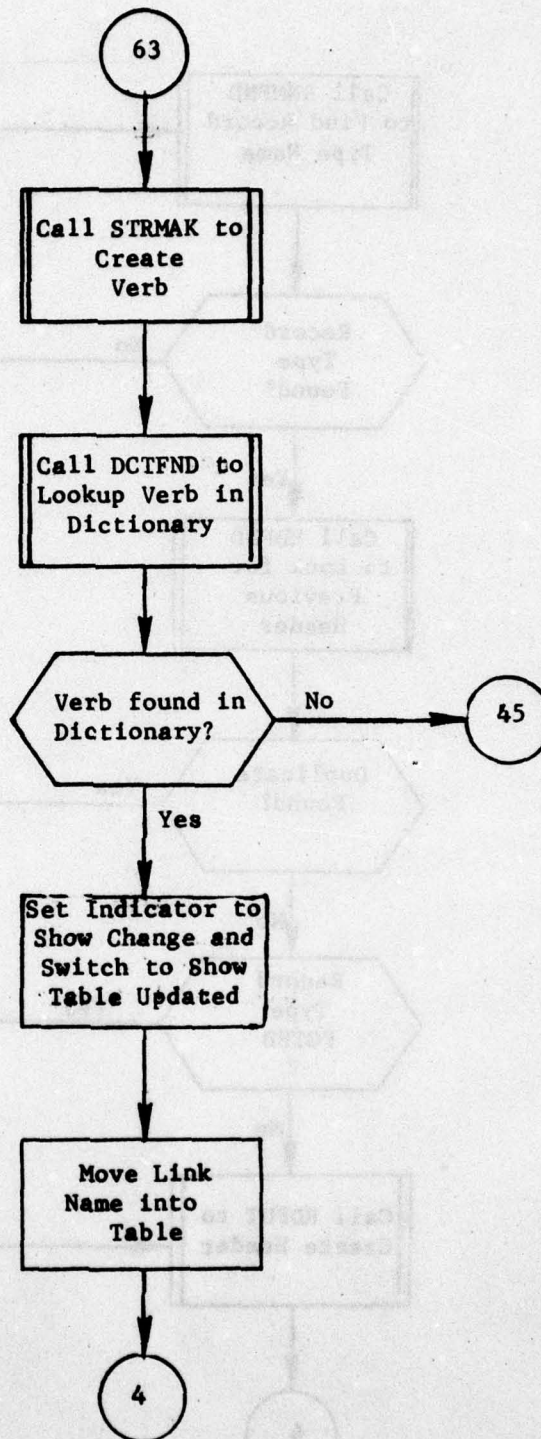 63
Call STRMAK to
Create
Verb
Call DCTFND to
Lookup Verb in
Dictionary
Verb found in
Dictionary?
No
45
Yes
Set Indicator to
Show Change and
Switch to Show
Table Updated
Move Link
Name into
Table
4